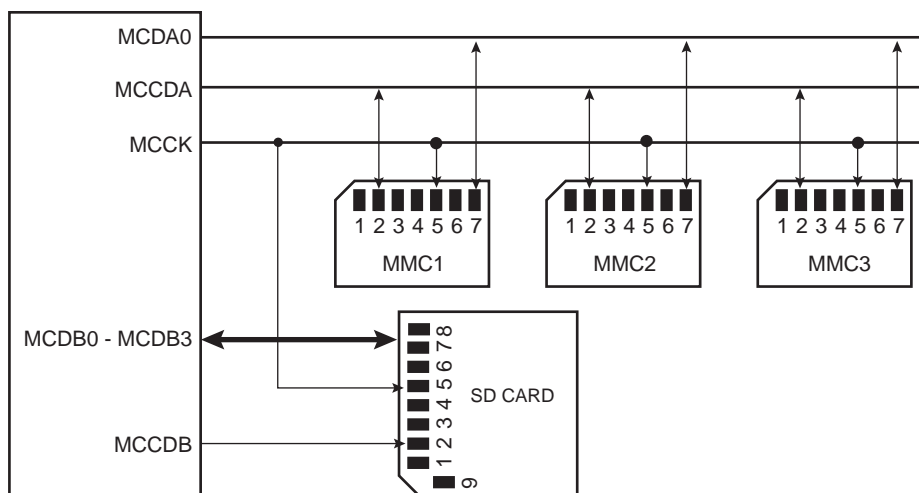 MCDA0
MCCDA
MCCK
1 2 3 4 5 6 7
MMC1
1 2 3 4 5 6 7
MMC2
1 2 3 4 5 6 7
MMC3
MCDB0 - MCDB3
MCCDB
1 2 3 4 5 6 7 8
9
SD CARD